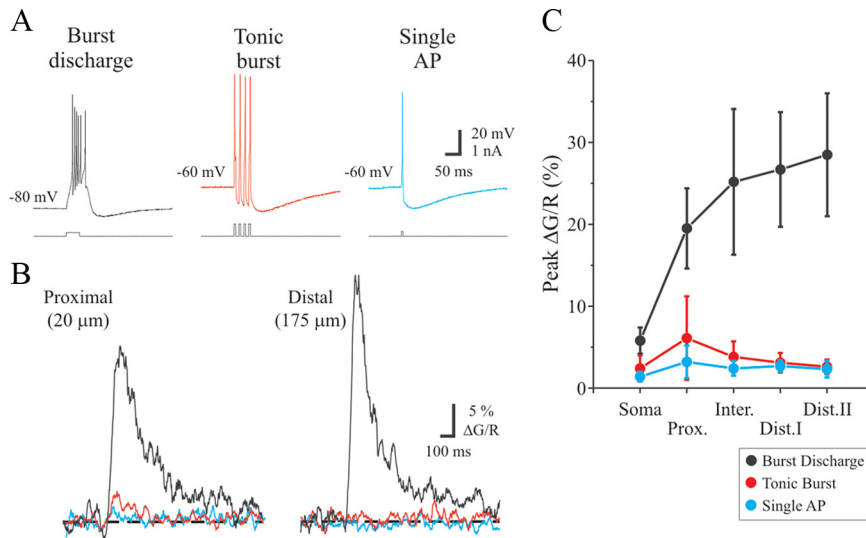 A
Burst
discharge
Tonic
burst
Single
AP
-80 mV
-60 mV
-60 mV
20 mV
1 nA
50 ms
B
Proximal
(20 μm)
Distal
(175 μm)
5 %
ΔG/R
100 ms
C
Peak ΔG/R (%)
40
30
20
10
0
Soma
Prox.
Inter.
Dist.I
Dist.II
Burst Discharge
Tonic Burst
Single AP